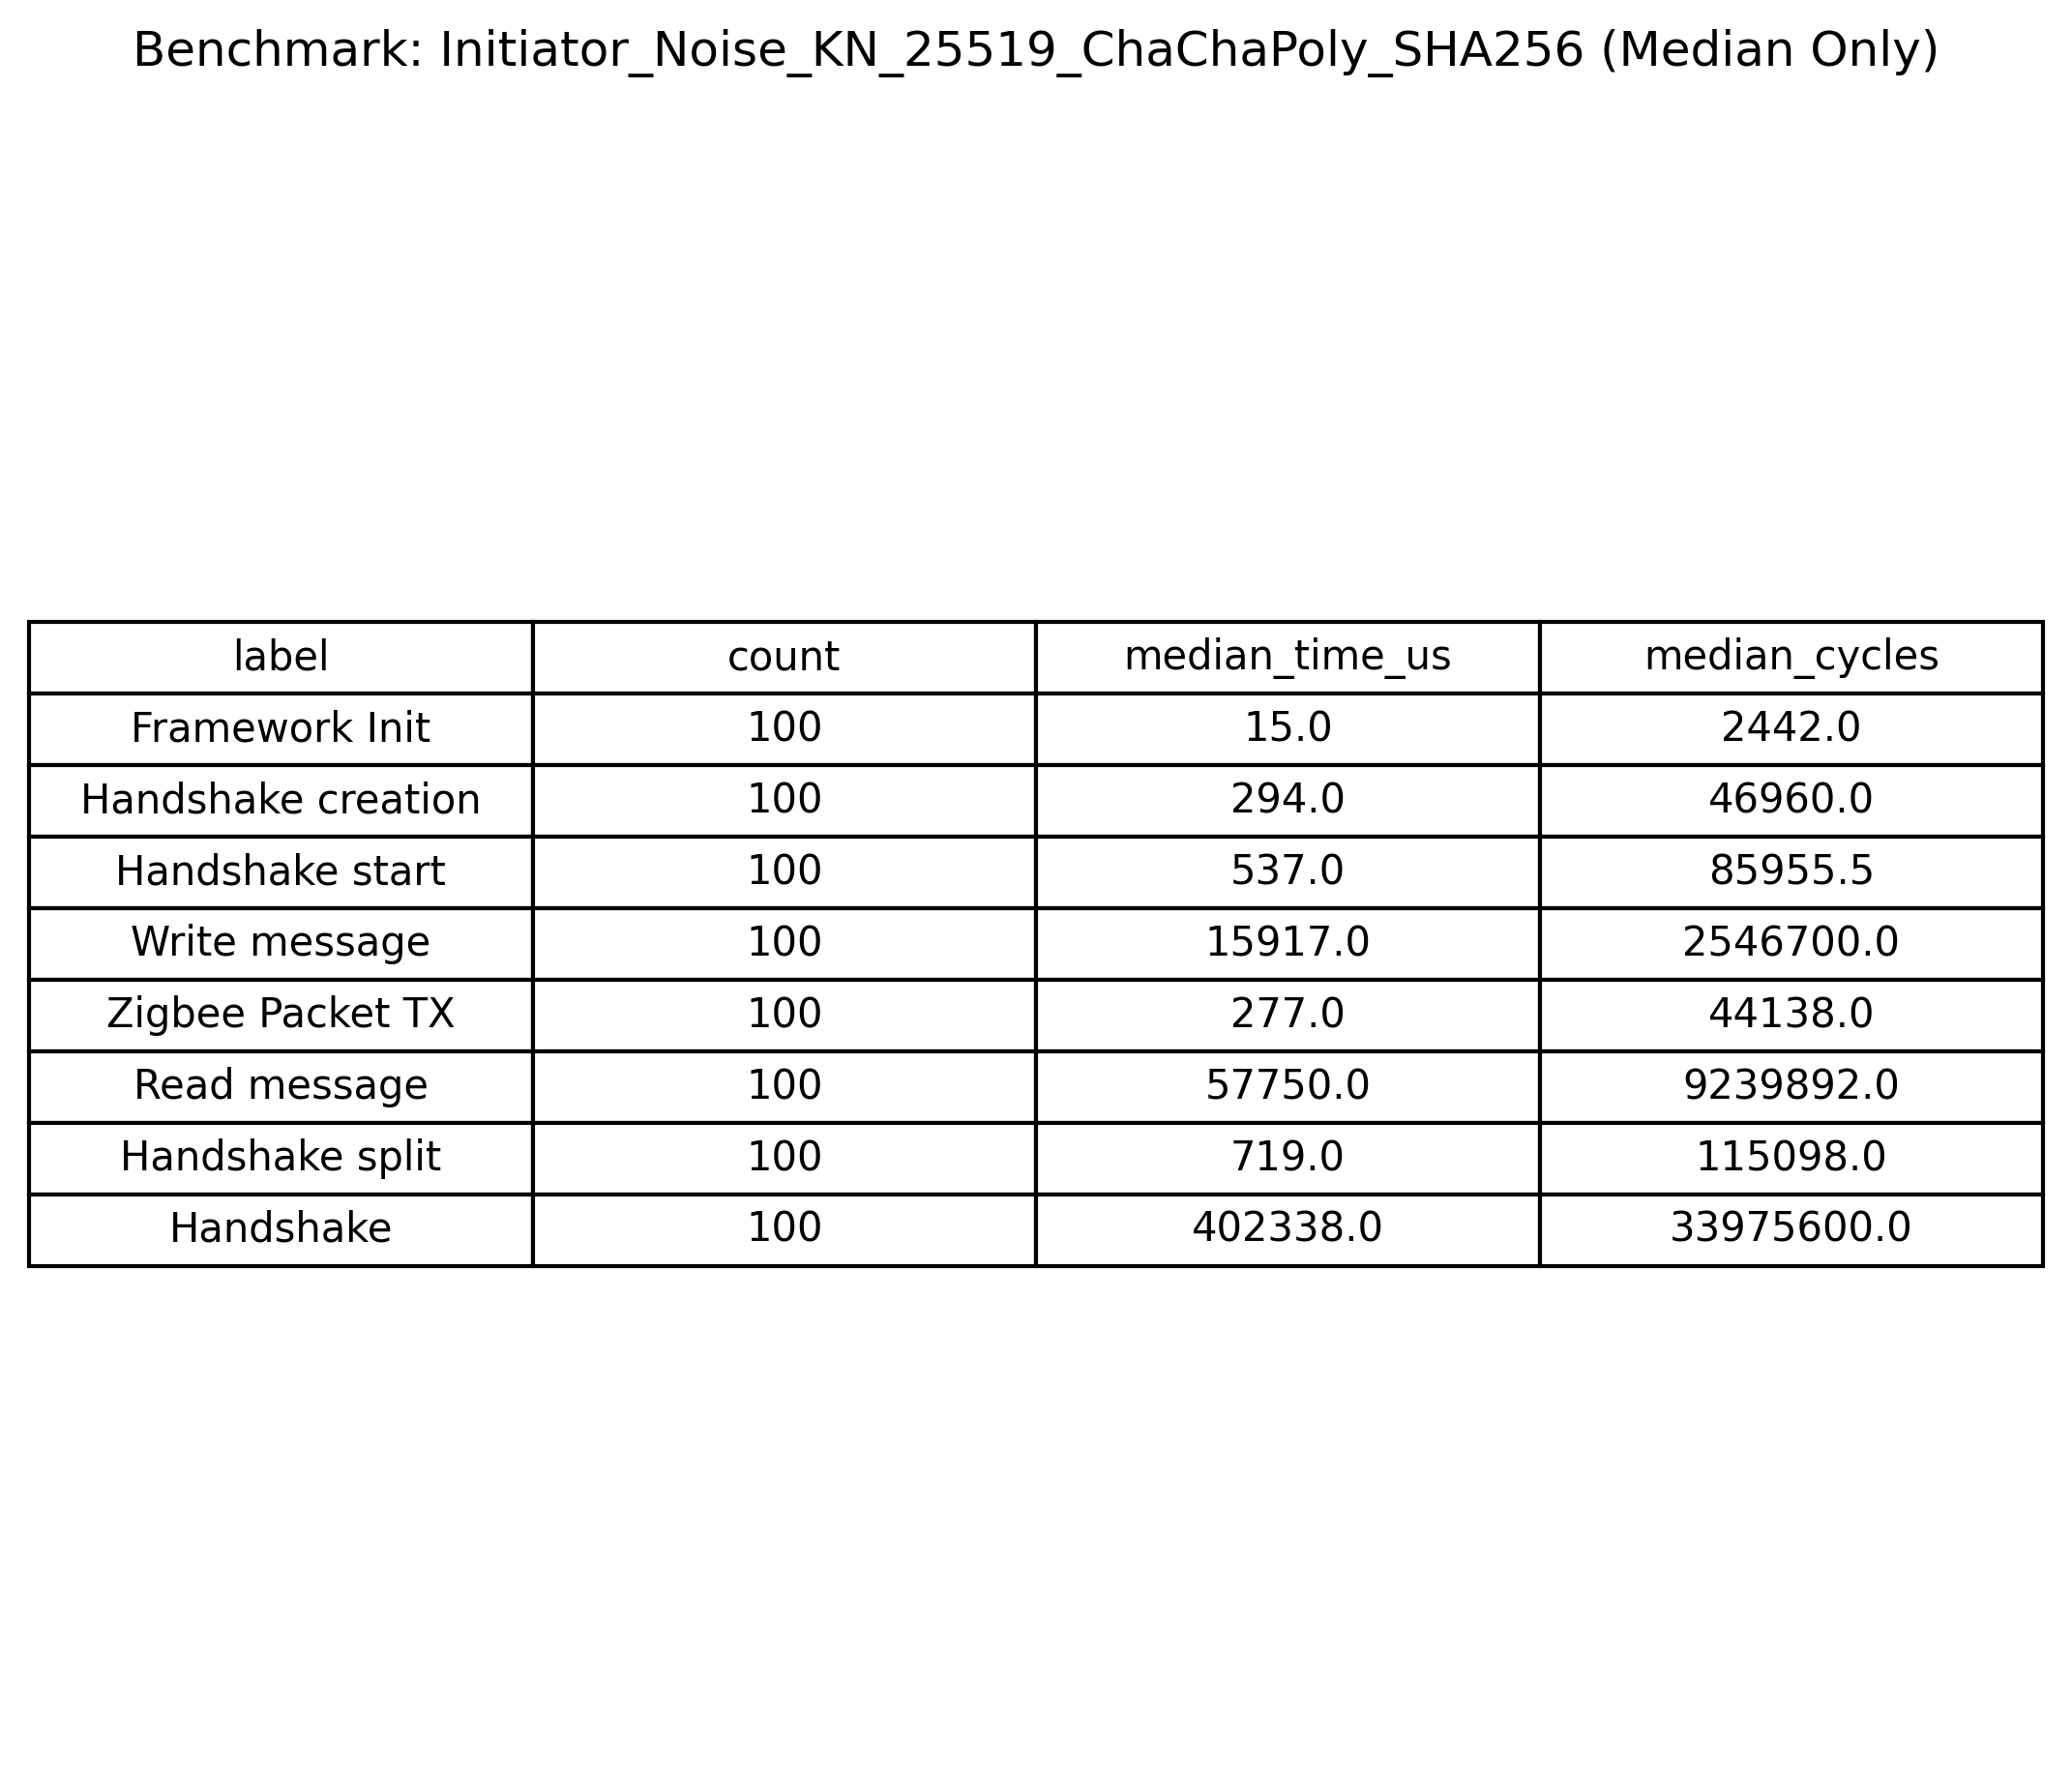 Benchmark: Initiator_Noise_KN_25519_ChaChaPoly_SHA256 (Median Only)
label count median_time_us median_cycles
Framework Init 100 15.0 2442.0
Handshake creation 100 294.0 46960.0
Handshake start 100 537.0 85955.5
Write message 100 15917.0 2546700.0
Zigbee Packet TX 100 277.0 44138.0
Read message 100 57750.0 9239892.0
Handshake split 100 719.0 115098.0
Handshake 100 402338.0 33975600.0